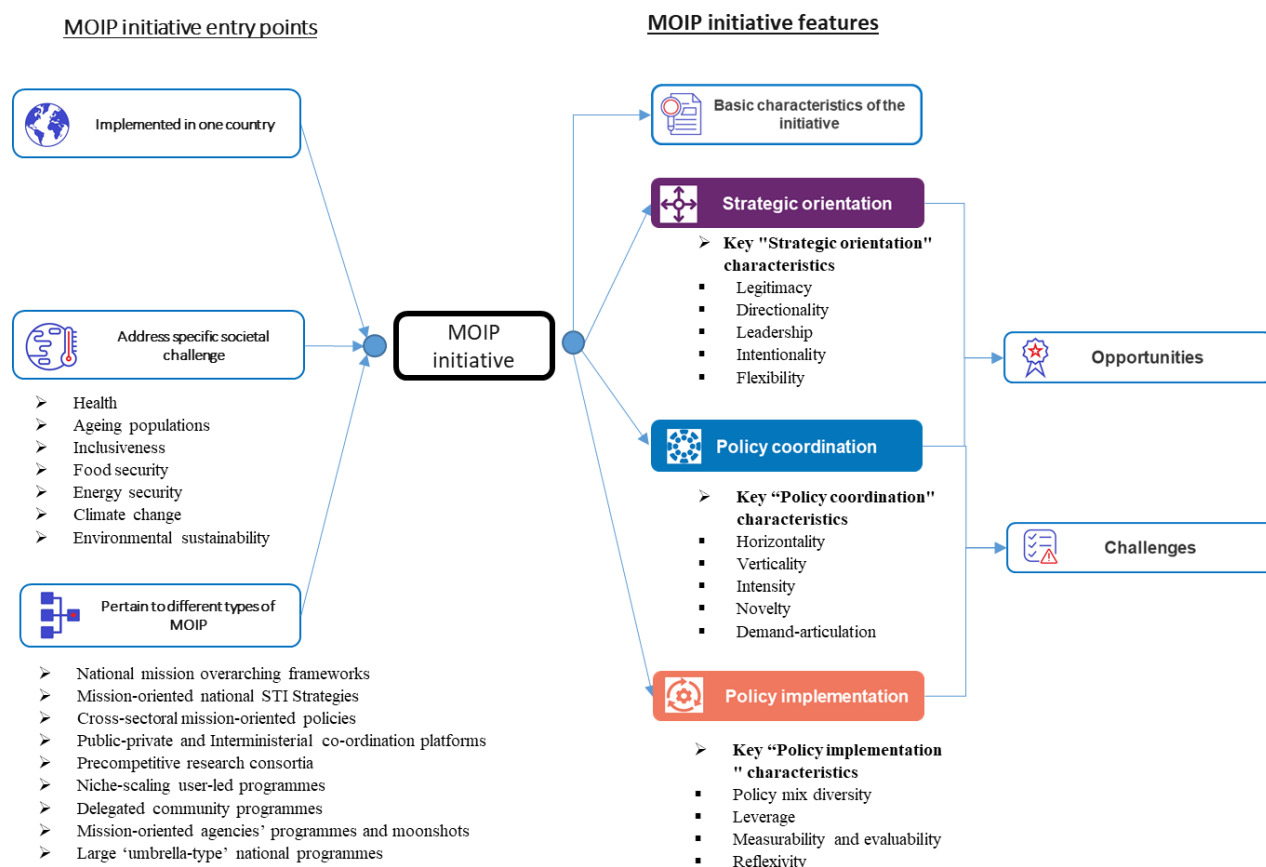 MOIP initiative entry points
Implemented in one country
Address specific societal
challenge
Health
Ageing populations
Inclusiveness
Food security
Energy security
Climate change
Environmental sustainability
Pertain to different types of
MOIP
National mission overarching frameworks
Mission-oriented national STI Strategies
Cross-sectoral mission-oriented policies
Public-private and Interministerial co-ordination platforms
Precompetitive research consortia
Niche-scaling user-led programmes
Delegated community programmes
Mission-oriented agencies’ programmes and moonshots
Large ‘umbrella-type’ national programmes
MOIP
initiative
MOIP initiative features
Basic characteristics of the
initiative
Strategic orientation
Key "Strategic orientation"
characteristics
Legitimacy
Directionality
Leadership
Intentionality
Flexibility
Policy coordination
Key “Policy coordination"
characteristics
Horizontality
Verticality
Intensity
Novelty
Demand-articulation
Policy implementation
Key “Policy implementation
" characteristics
Policy mix diversity
Leverage
Measurability and evaluability
Reflexivity
Opportunities
Challenges